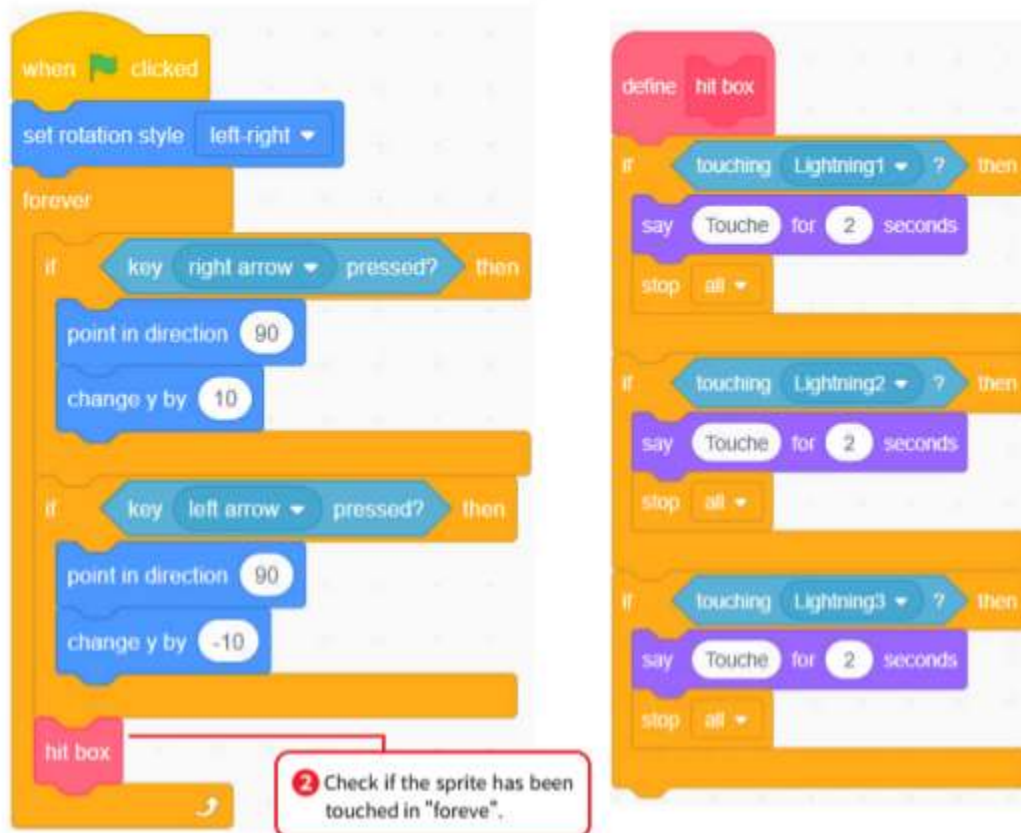 when clicked
set rotation style left-right
forever
if key right arrow pressed? then
point in direction 90
change y by 10
if key left arrow pressed? then
point in direction 90
change y by -10
hit box
2 Check if the sprite has been
touched in "foreve".
define hit box
if touching Lightning1 ? then
say Touche for 2 seconds
stop all
if touching Lightning2 ? then
say Touche for 2 seconds
stop all
if touching Lightning3 ? then
say Touche for 2 seconds
stop all